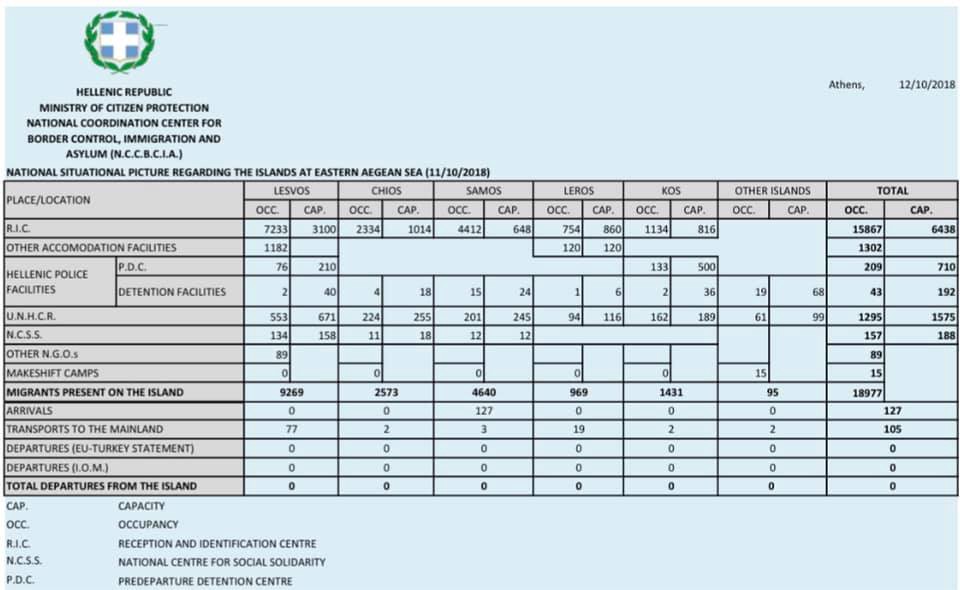 Athens, 12/10/2018
HELLENIC REPUBLIC
MINISTRY OF CITIZEN PROTECTION
NATIONAL COORDINATION CENTER FOR
BORDER CONTROL, IMMIGRATION AND
ASYLUM (N.C.C.B.C.I.A.)
NATIONAL SITUATIONAL PICTURE REGARDING THE ISLANDS AT EASTERN AEGEAN SEA (11/10/2018)
PLACE/LOCATION LESVOS CHIOS SAMOS LEROS KOS OTHER ISLANDS TOTAL
OCC. CAP. OCC. CAP. OCC. CAP. OCC. CAP. OCC. CAP. OCC. CAP. OCC. CAP.
R.I.C. 7233 3100 2334 1014 4412 648 754 860 1134 816 15867 6438
OTHER ACCOMODATION FACILITIES 1182 120 120 1302
HELLENIC POLICE FACILITIES P.D.C. 76 210 133 500 209 710
DETENTION FACILITIES 2 40 4 18 15 24 1 6 2 36 19 68 43 192
U.N.H.C.R. 553 671 224 255 201 245 94 116 162 189 61 99 1295 1575
N.C.S.S. 134 158 11 18 12 12 157 188
OTHER N.G.O.s 89 89
MAKESHIFT CAMPS 0 0 0 0 0 15 15
MIGRANTS PRESENT ON THE ISLAND 9269 2573 4640 969 1431 95 18977
ARRIVALS 0 0 127 0 0 0 127
TRANSPORTS TO THE MAINLAND 77 2 3 19 2 2 105
DEPARTURES (EU-TURKEY STATEMENT) 0 0 0 0 0 0 0
DEPARTURES (I.O.M.) 0 0 0 0 0 0 0
TOTAL DEPARTURES FROM THE ISLAND 0 0 0 0 0 0 0
CAP. CAPACITY
OCC. OCCUPANCY
R.I.C. RECEPTION AND IDENTIFICATION CENTRE
N.C.S.S. NATIONAL CENTRE FOR SOCIAL SOLIDARITY
P.D.C. PREDEPARTURE DETENTION CENTRE